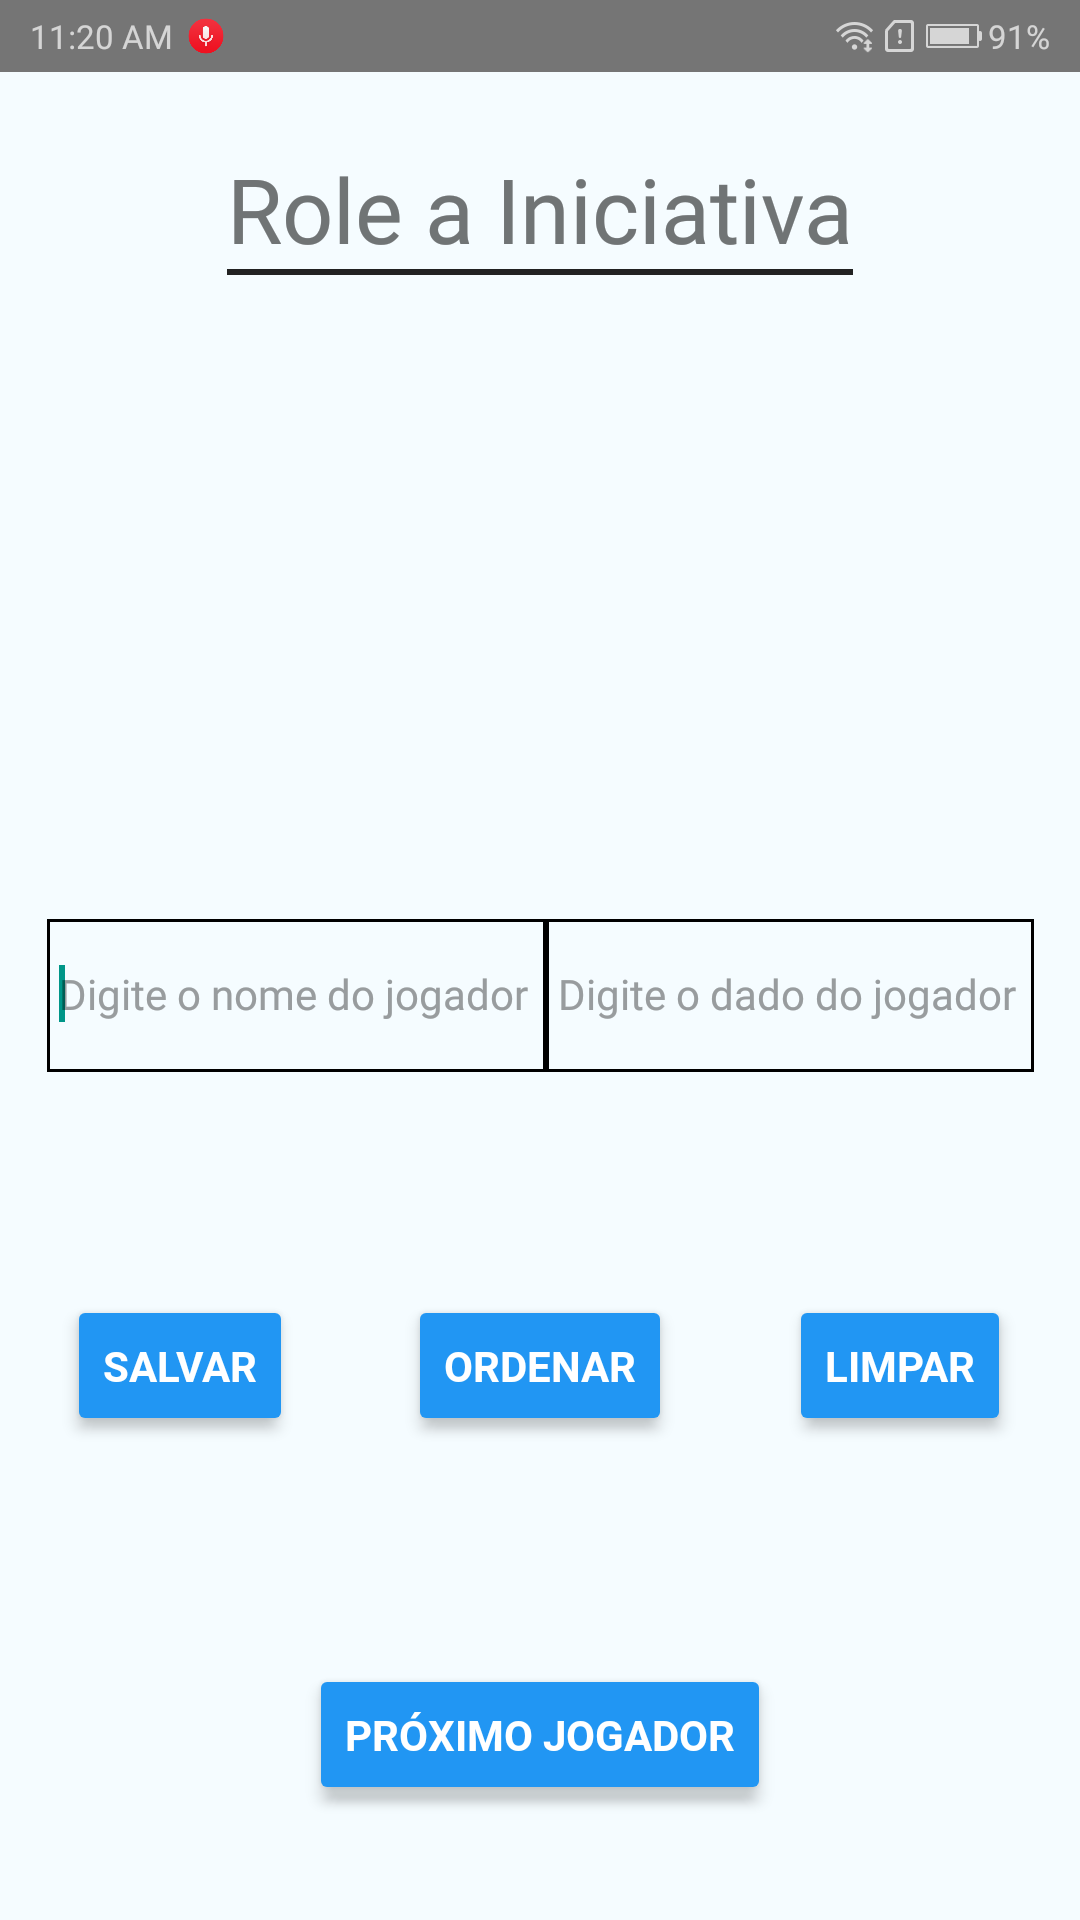 11:20 AM 91%
Role a Iniciativa
Digite o nome do jogador Digite o dado do jogador
SALVAR ORDENAR LIMPAR
PRÓXIMO JOGADOR